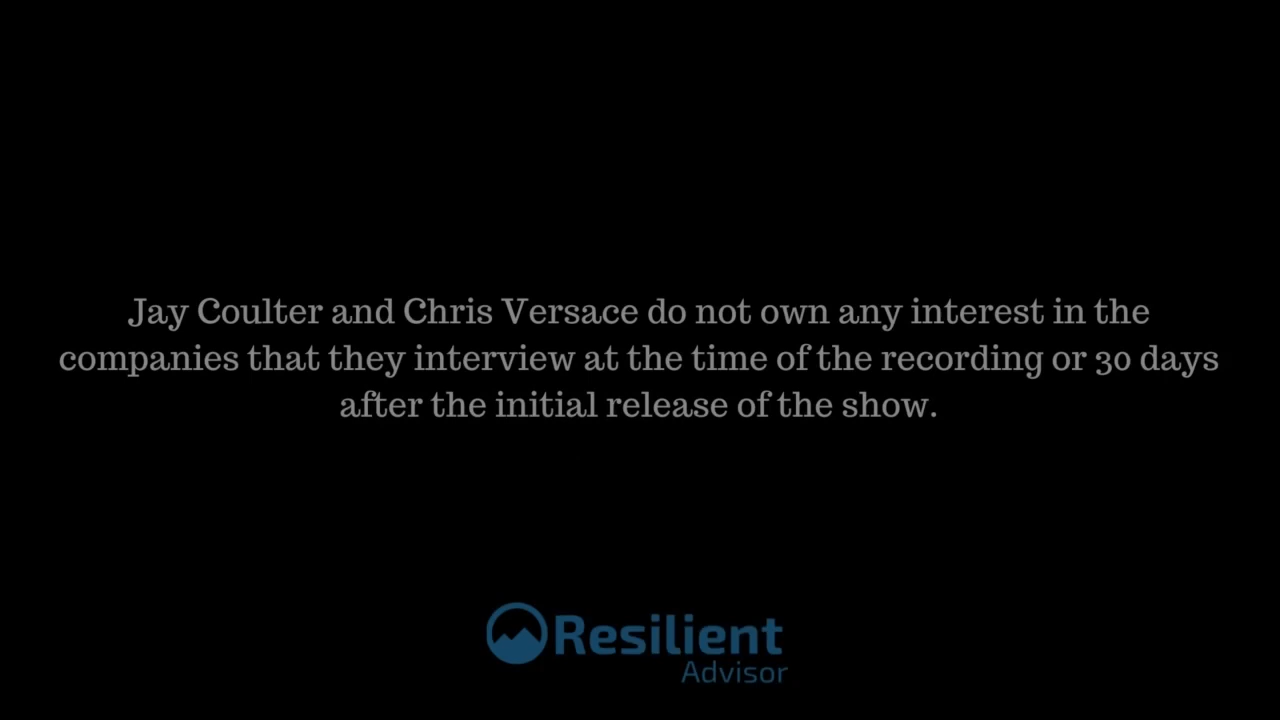 Jay Coulter and Chris Versace do not own any interest in the
companies that they interview at the time of the recording or 30 days
after the initial release of the show.
Resilient
Advisor